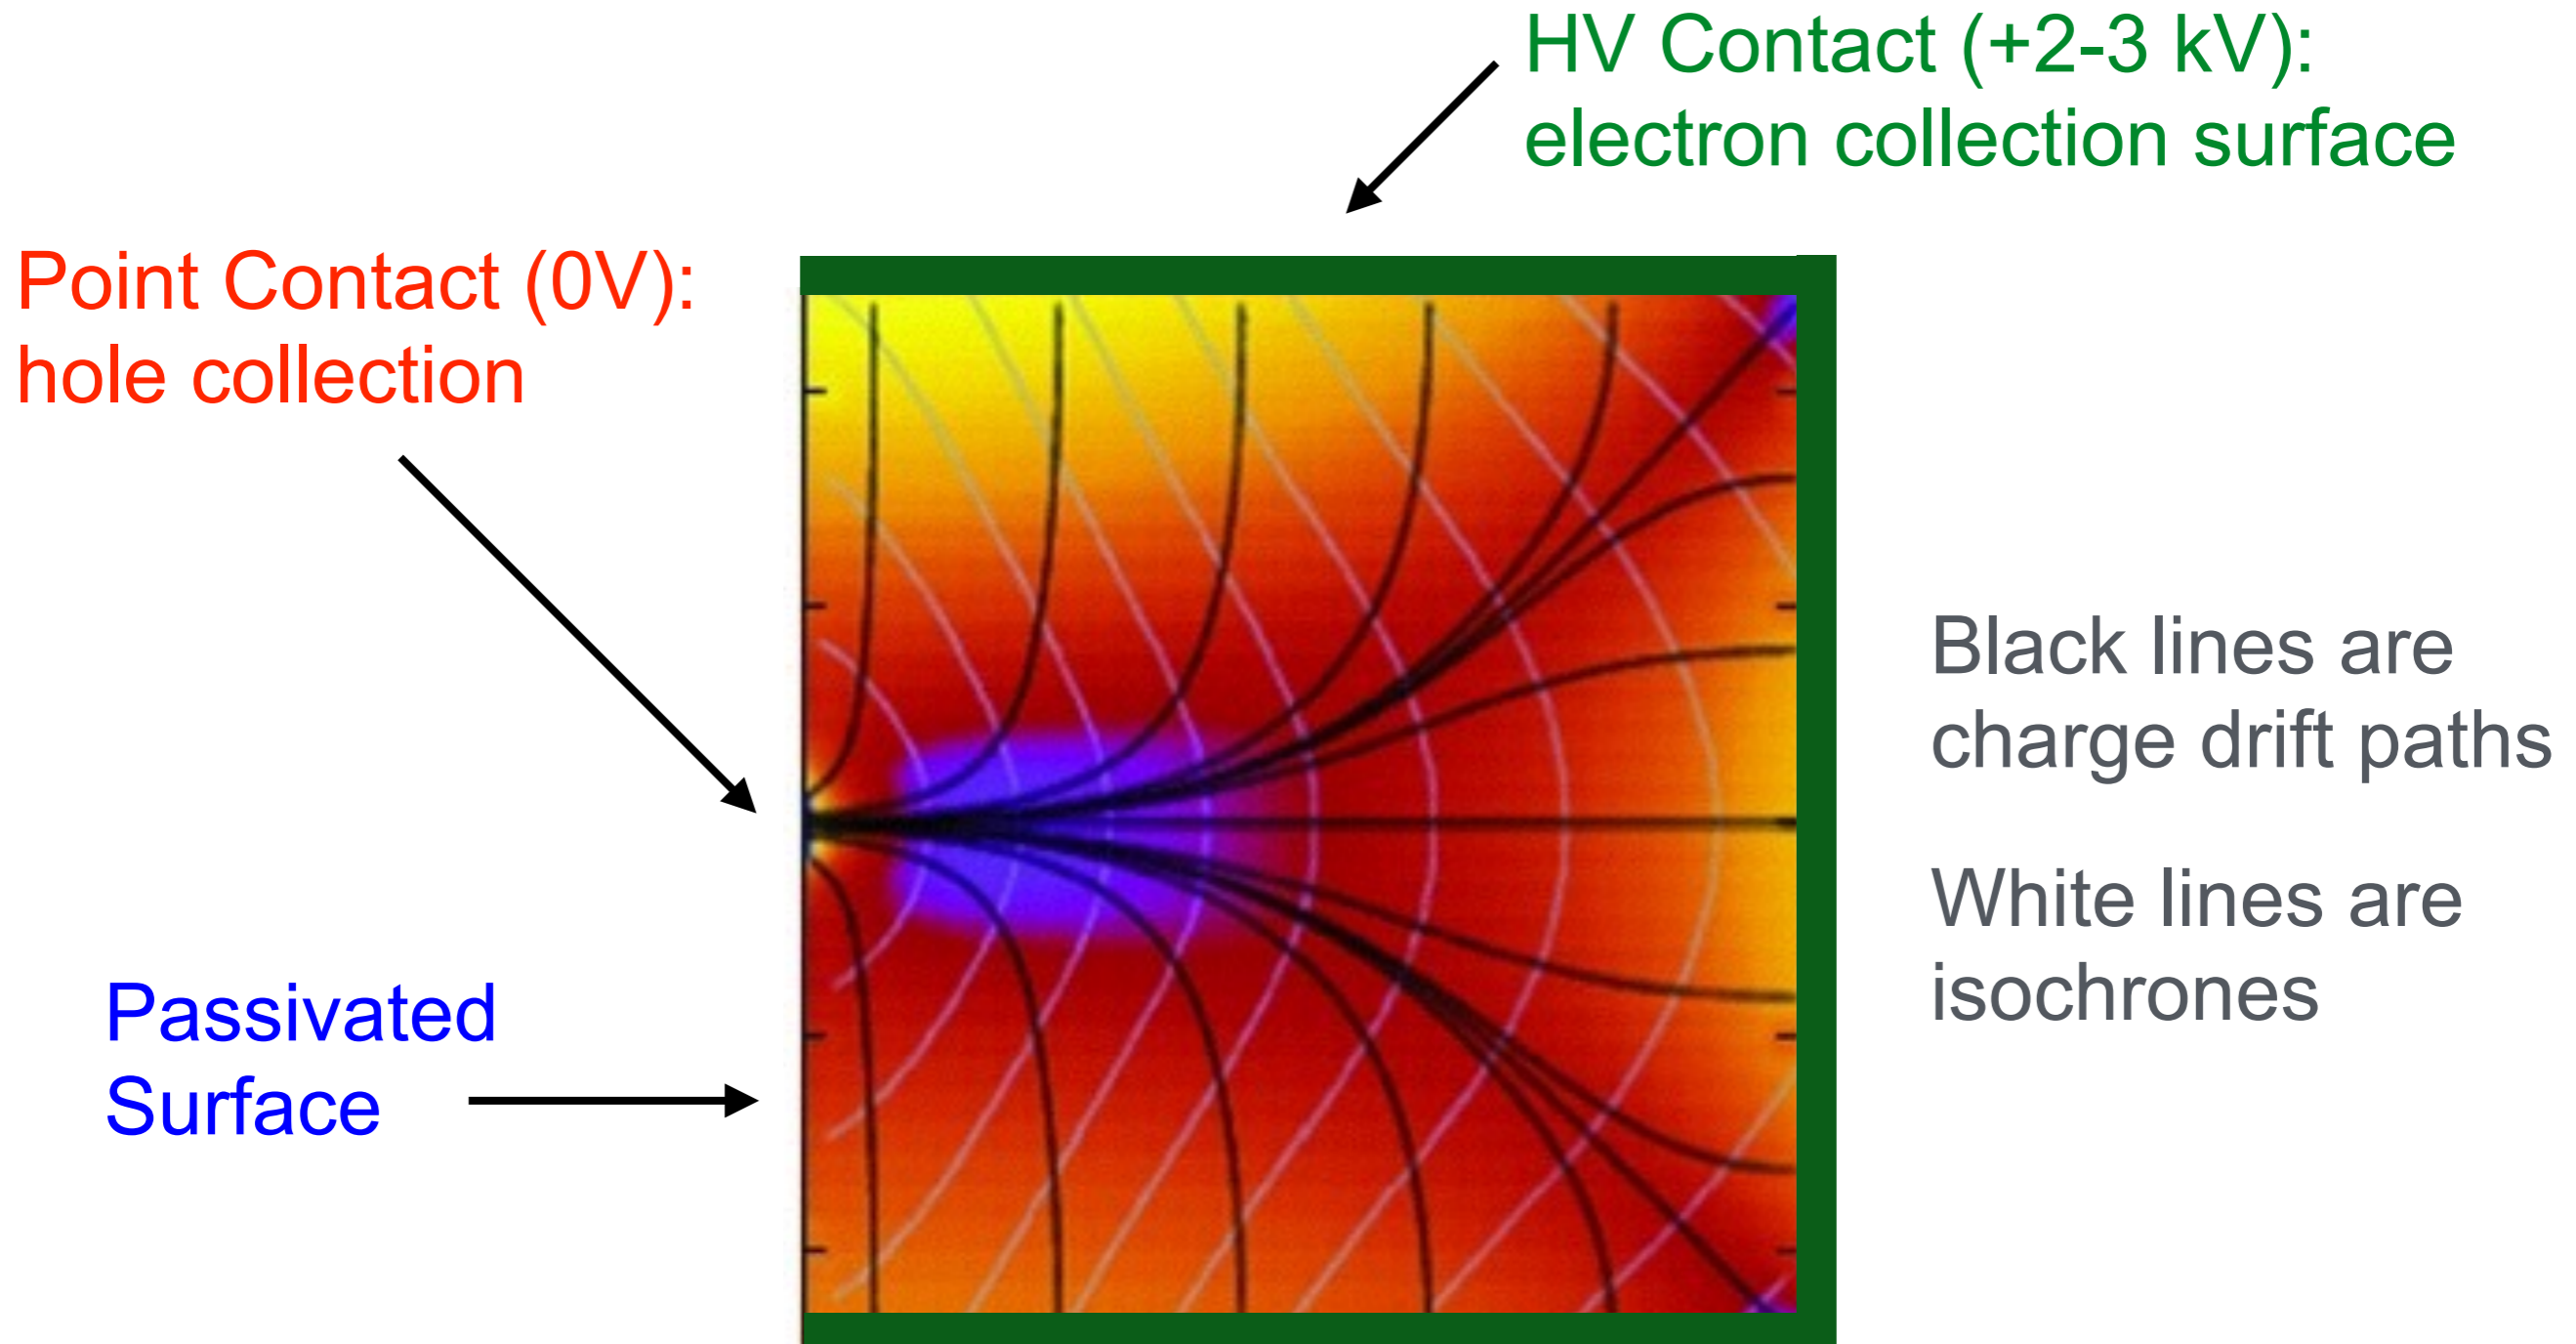 HV Contact (+2-3 kV):
electron collection surface
Point Contact (0V):
hole collection
Black lines are
charge drift paths
White lines are
isochrones
Passivated
Surface